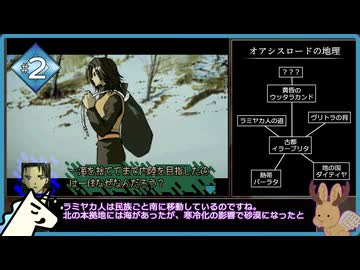 #2
海を捨ててまで内陸を目指したの
は一体なぜなんだろう？
ラミヤカ人は民族ごと南に移動しているのですね。
北の本拠地には海があったが、寒冷化の影響で砂漠になったと
オアシスロードの地理
？？？
黄昏の
ウッタラカンド
ラミヤカ人の道
ヴリトラの背
古都
イラーブリタ
熱帯
バーラタ
地の国
ダイティヤ